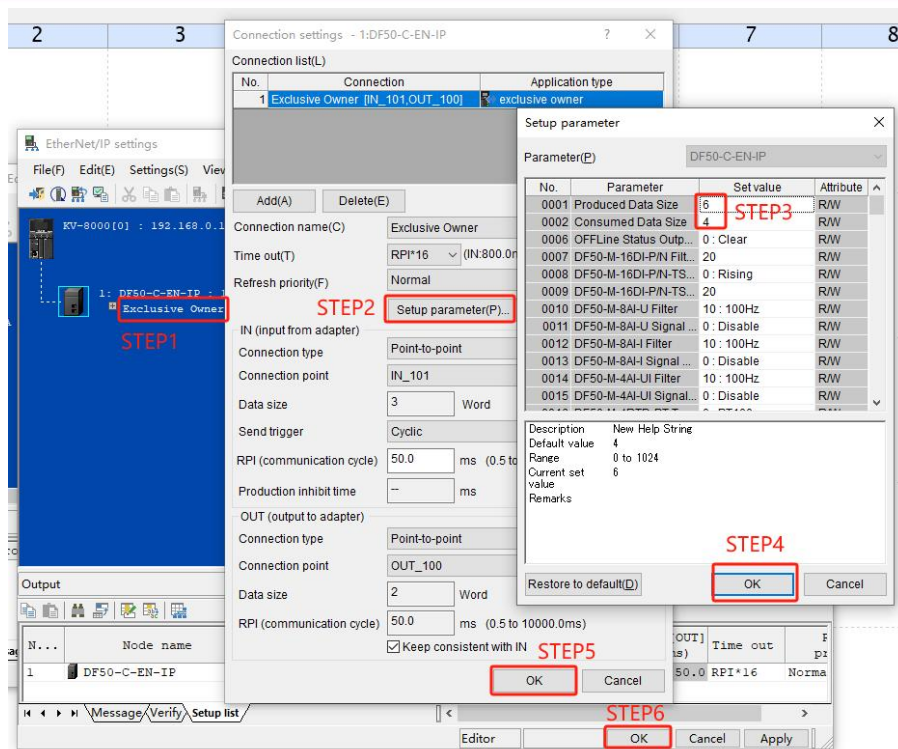 2
3
7
8
Connection settings - 1:DF50-C-EN-IP
?
Connection list(L)
No. Connection Application type
1 Exclusive Owner [IN_101,OUT_100] exclusive owner
EtherNet/IP settings
File(F) Edit(E) Settings(S) View
KV-8000[0] : 192.168.0.1
1: DF50-C-EN-IP :
Exclusive Owner
STEP1
Add(A) Delete(E)
Connection name(C) Exclusive Owner
Time out(T) RPI*16 (IN:800.0m
Refresh priority(F) Normal
STEP2 Setup parameter(P)...
IN (input from adapter)
Connection type Point-to-point
Connection point IN_101
Data size 3 Word
Send trigger Cyclic
RPI (communication cycle) 50.0 ms (0.5 to
Production inhibit time -- ms
OUT (output to adapter)
Connection type Point-to-point
Connection point OUT_100
Data size 2 Word
RPI (communication cycle) 50.0 ms (0.5 to 10000.0ms)
Keep consistent with IN
STEP5
OK Cancel
Setup parameter
Parameter(P) DF50-C-EN-IP
No. Parameter Set value Attribute
0001 Produced Data Size 6 R/W
STEP3
0002 Consumed Data Size 4 R/W
0006 OFFLine Status Outp... 0 : Clear R/W
0007 DF50-M-16DI-P/N Filt... 20 R/W
0008 DF50-M-16DI-P/N-TS... 0 : Rising R/W
0009 DF50-M-16DI-P/N-TS... 20 R/W
0010 DF50-M-8AI-U Filter 10 : 100Hz R/W
0011 DF50-M-8AI-U Signal ... 0 : Disable R/W
0012 DF50-M-8AI-I Filter 10 : 100Hz R/W
0013 DF50-M-8AI-I Signal ... 0 : Disable R/W
0014 DF50-M-4AI-UI Filter 10 : 100Hz R/W
0015 DF50-M-4AI-UI Signal... 0 : Disable R/W
Description New Help String
Default value 4
Range 0 to 1024
Current set value 6
Remarks
STEP4
Restore to default(D) OK Cancel
Output
N... Node name
[OUT]
Time out
1 DF50-C-EN-IP 50.0 RPI*16 Norma
Message Verify Setup list
STEP6
Editor OK Cancel Apply